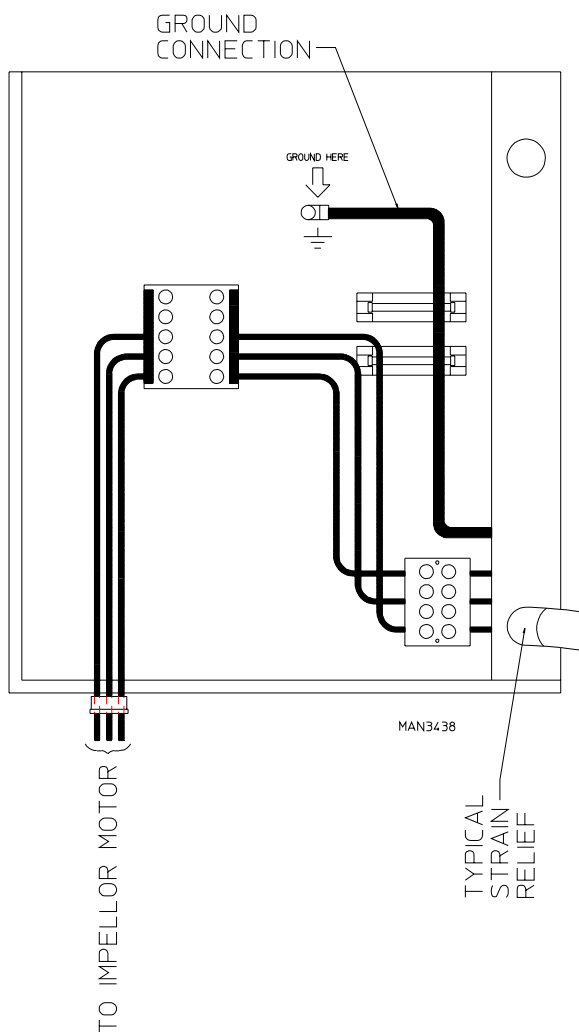 GROUND
CONNECTION
GROUND HERE
MAN3438
TYPICAL
STRAIN
RELIEF
TO IMPELLOR MOTOR